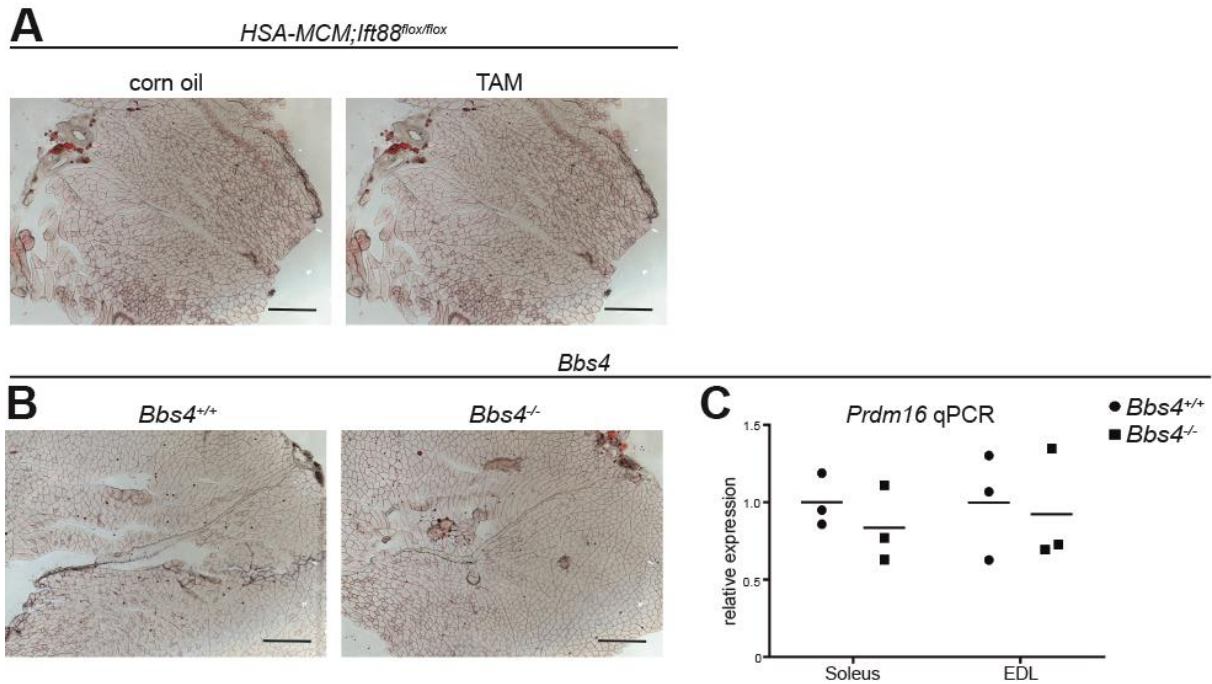 A
HSA-MCM;Ift88flox/flox
corn oil
TAM
Bbs4
B
Bbs4+/+
Bbs4-/-
C
Prdm16 qPCR
Bbs4+/+
Bbs4-/-
relative expression
1.5
1.0
0.5
0
Soleus
EDL